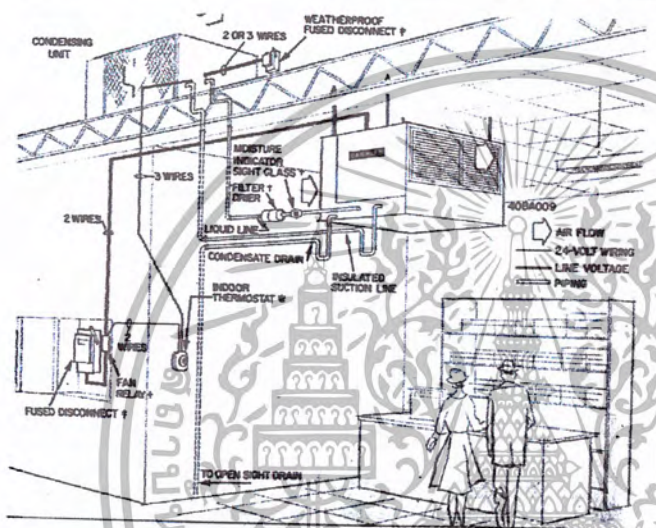 CONDENSING
UNIT
2 OR 3 WIRES
WEATHERPROOF
FUSED DISCONNECT ‡
MOISTURE
INDICATOR
SIGHT GLASS †
FILTER †
DRIER
3 WIRES
2 WIRES
LIQUID LINE
CONDENSATE DRAIN
INSULATED
SUCTION LINE
40BA009
AIR FLOW
24-VOLT WIRING
LINE VOLTAGE
PIPING
INDOOR
THERMOSTAT
2
WIRES
FAN
RELAY †
FUSED DISCONNECT ‡
TO OPEN SIGHT DRAIN